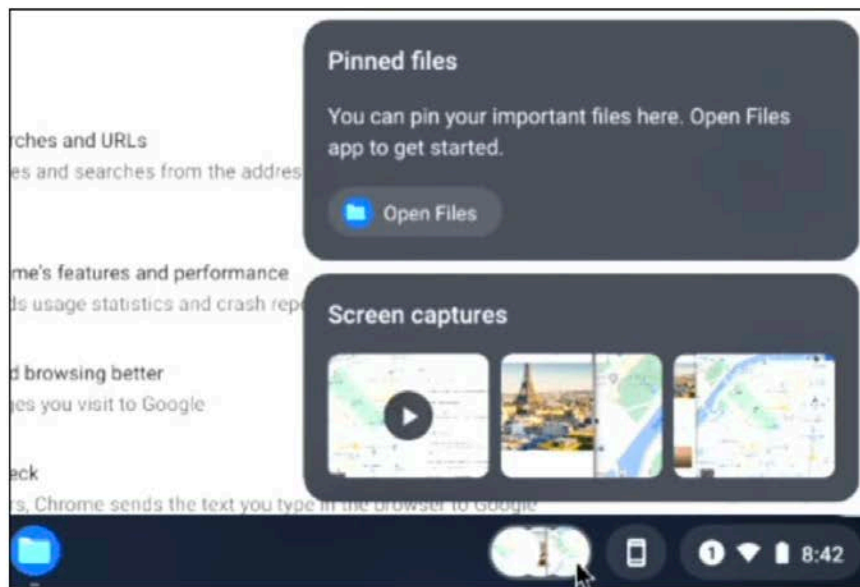 Pinned files
You can pin your important files here. Open Files
app to get started.
Open Files
rches and URLs
es and searches from the addres
me's features and performance
ds usage statistics and crash rep
Screen captures
d browsing better
ges you visit to Google
eck
rs, Chrome sends the text you type in the browser to Google
1
8:42